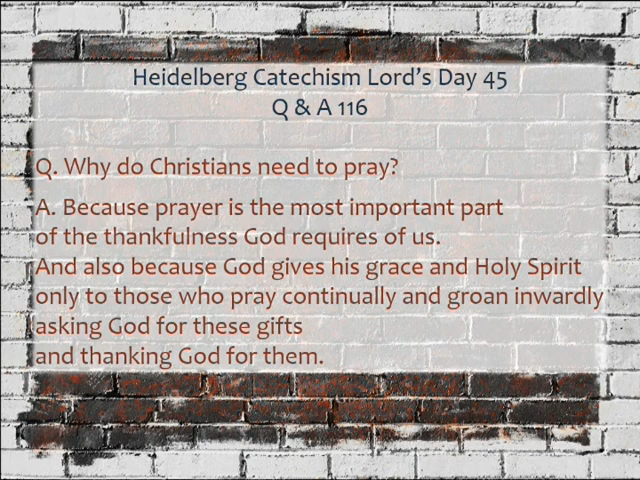 Heidelberg Catechism Lord's Day 45
Q & A 116
Q. Why do Christians need to pray?
A. Because prayer is the most important part
of the thankfulness God requires of us.
And also because God gives his grace and Holy Spirit
only to those who pray continually and groan inwardly
asking God for these gifts
and thanking God for them.